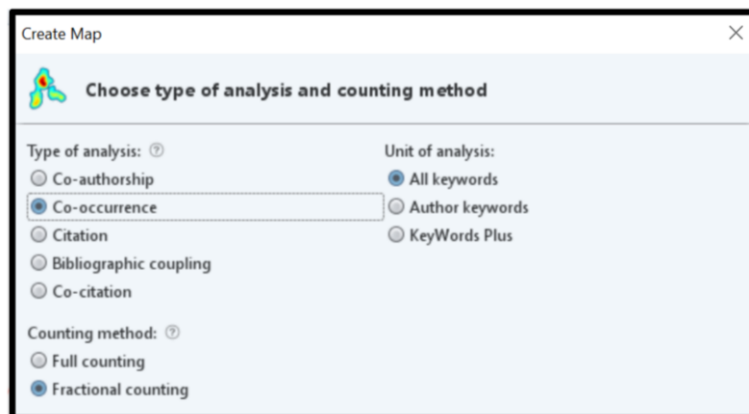 Create Map
Choose type of analysis and counting method
Type of analysis:
Unit of analysis:
Co-authorship
All keywords
Co-occurrence
Author keywords
Citation
KeyWords Plus
Bibliographic coupling
Co-citation
Counting method:
Full counting
Fractional counting